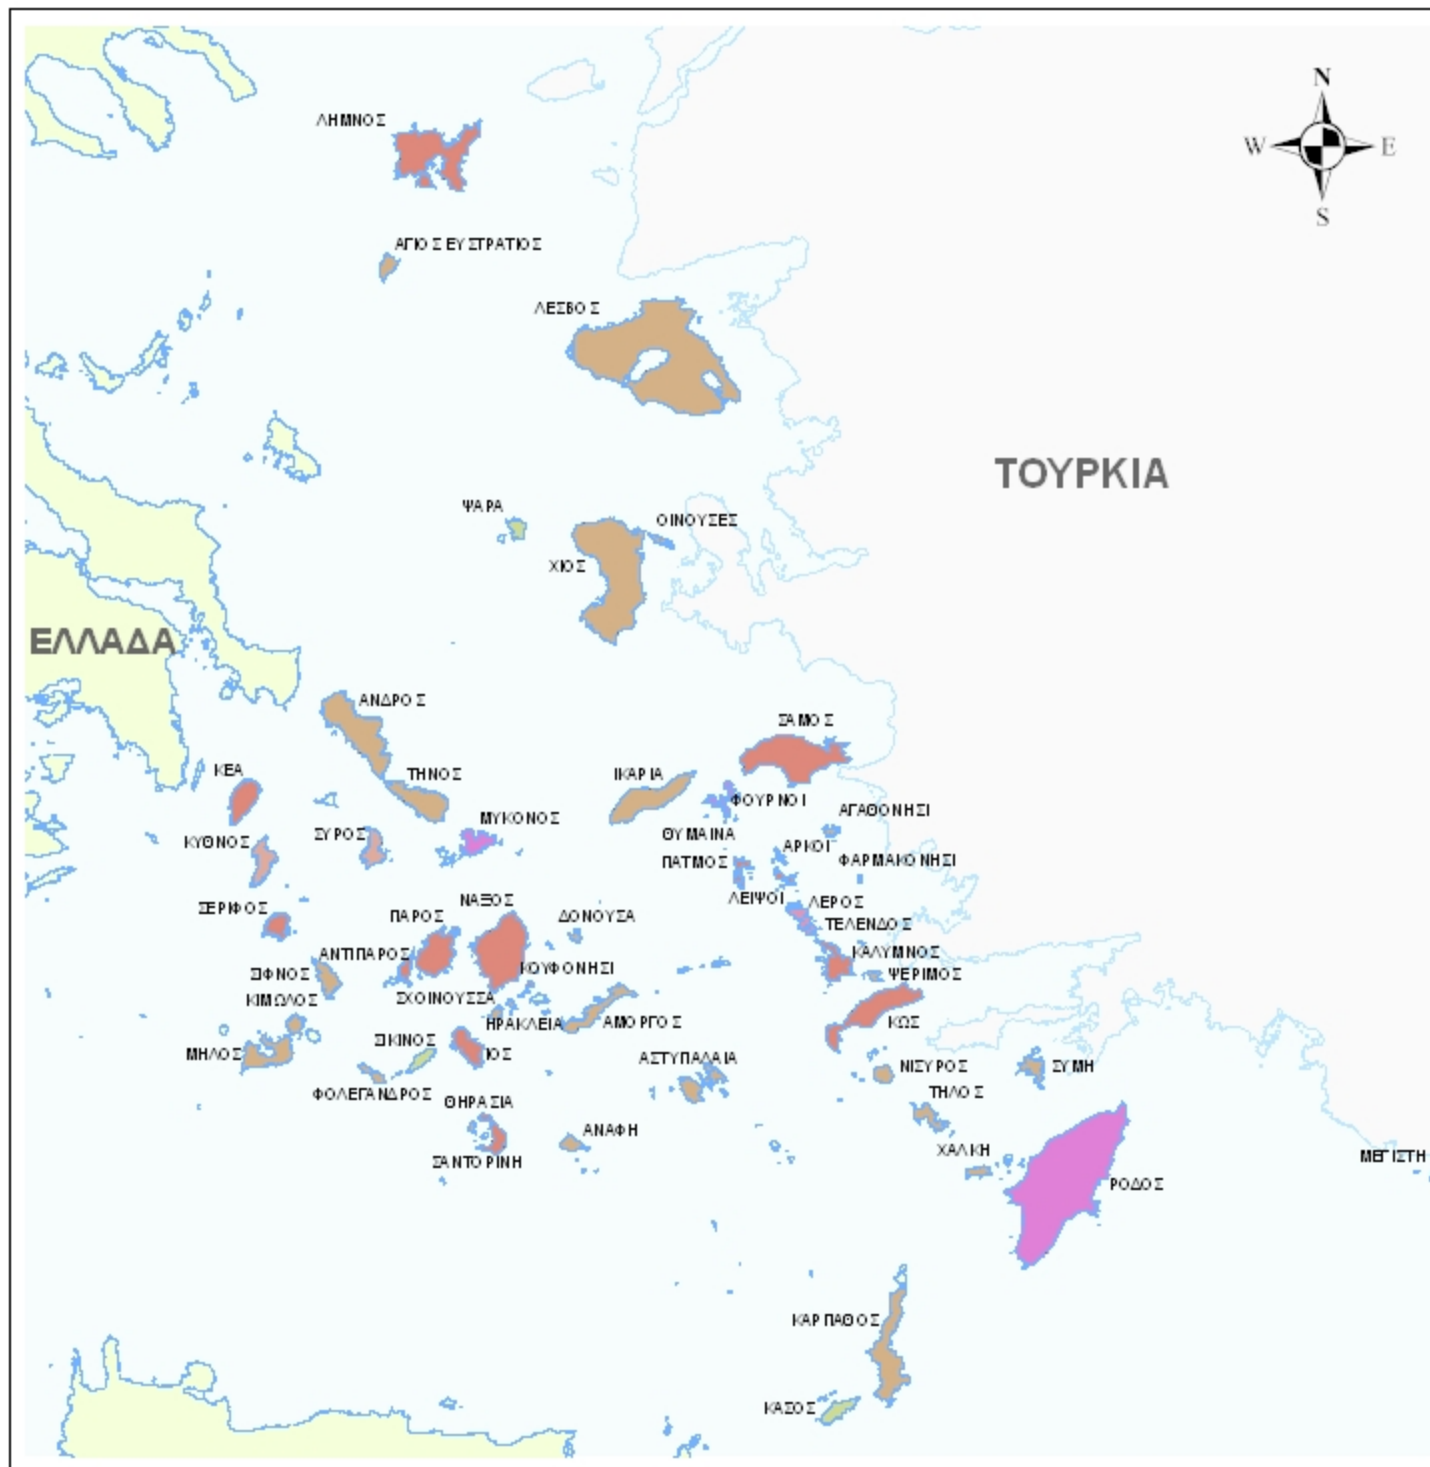 N
ΛΗΜΝΟΣ
W
E
S
ΑΓΙΟΣ ΕΥΣΤΡΑΤΙΟΣ
ΛΕΣΒΟΣ
ΤΟΥΡΚΙΑ
ΨΑΡΑ
ΟΙΝΟΥΣΕΣ
ΧΙΟΣ
ΕΛΛΑΔΑ
ΑΝΔΡΟΣ
ΣΑΜΟΣ
ΚΕΑ
ΤΗΝΟΣ
ΙΚΑΡΙΑ
ΦΟΥΡΝΟΙ
ΑΓΑΘΟΝΗΣΙ
ΜΥΚΟΝΟΣ
ΣΥΡΟΣ
ΘΥΜΑΙΝΑ
ΚΥΘΝΟΣ
ΑΡΚΟΙ
ΠΑΤΜΟΣ
ΦΑΡΜΑΚΟΝΗΣΙ
ΛΕΙΨΟΙ
ΝΑΞΟΣ
ΛΕΡΟΣ
ΣΕΡΙΦΟΣ
ΠΑΡΟΣ
ΔΟΝΟΥΣΑ
ΤΕΛΕΝΔΟΣ
ΑΝΤΙΠΑΡΟΣ
ΚΑΛΥΜΝΟΣ
ΚΟΥΦΟΝΗΣΙ
ΣΙΦΝΟΣ
ΨΕΡΙΜΟΣ
ΚΙΜΩΛΟΣ
ΣΧΟΙΝΟΥΣΣΑ
ΗΡΑΚΛΕΙΑ
ΑΜΟΡΓΟΣ
ΚΩΣ
ΣΙΚΙΝΟΣ
ΜΗΛΟΣ
ΙΟΣ
ΑΣΤΥΠΑΛΑΙΑ
ΝΙΣΥΡΟΣ
ΣΥΜΗ
ΦΟΛΕΓΑΝΔΡΟΣ
ΤΗΛΟΣ
ΘΗΡΑΣΙΑ
ΑΝΑΦΗ
ΧΑΛΚΗ
ΜΕΓΙΣΤΗ
ΣΑΝΤΟΡΙΝΗ
ΡΟΔΟΣ
ΚΑΡΠΑΘΟΣ
ΚΑΣΟΣ